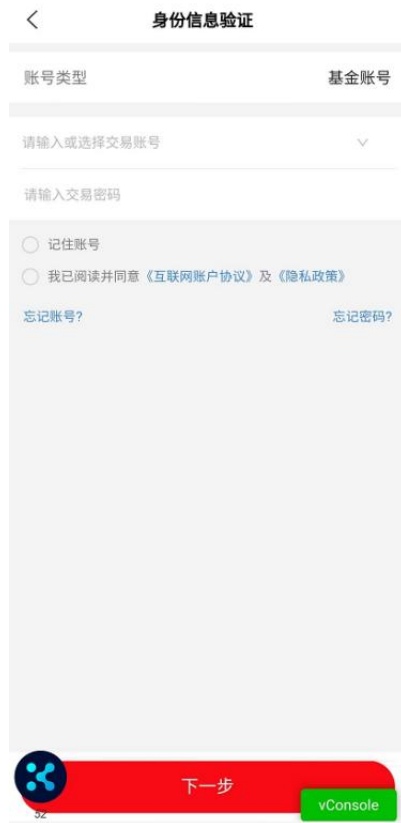 身份信息验证
账号类型 基金账号
请输入或选择交易账号
请输入交易密码
记住账号
我已阅读并同意《互联网账户协议》及《隐私政策》
忘记账号? 忘记密码?
下一步
52
vConsole